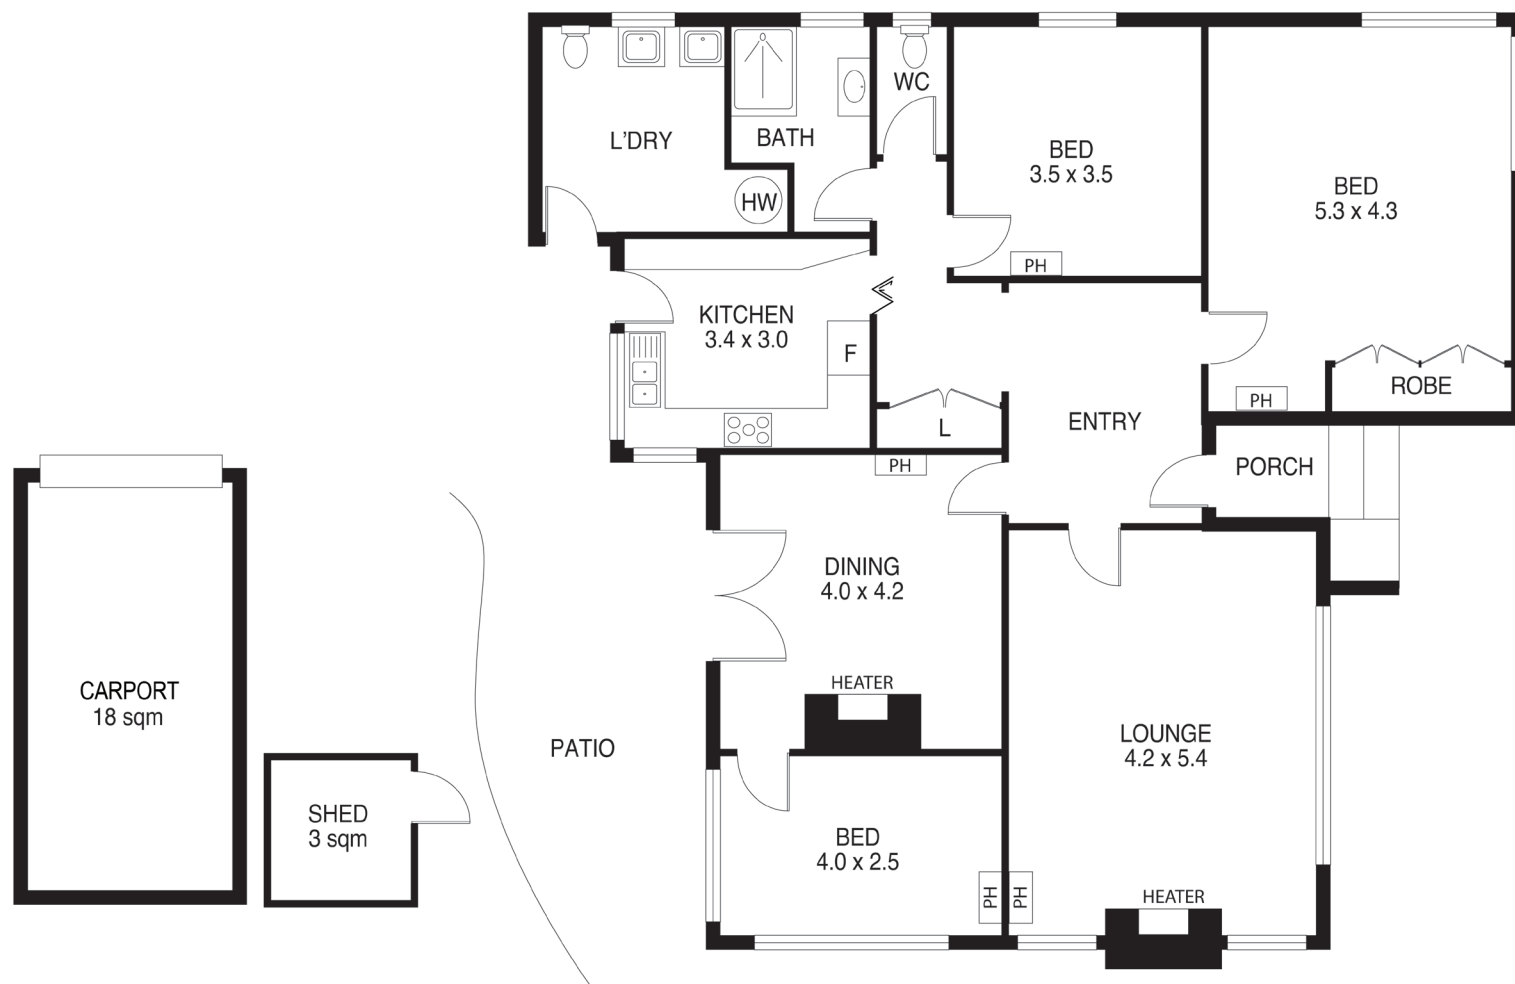 WC
L'DRY
BATH
BED
3.5 x 3.5
BED
5.3 x 4.3
HW
PH
KITCHEN
3.4 x 3.0
F
ROBE
PH
L
ENTRY
PH
PORCH
DINING
4.0 x 4.2
HEATER
CARPORT
18 sqm
PATIO
LOUNGE
4.2 x 5.4
SHED
3 sqm
BED
4.0 x 2.5
PH
PH
HEATER